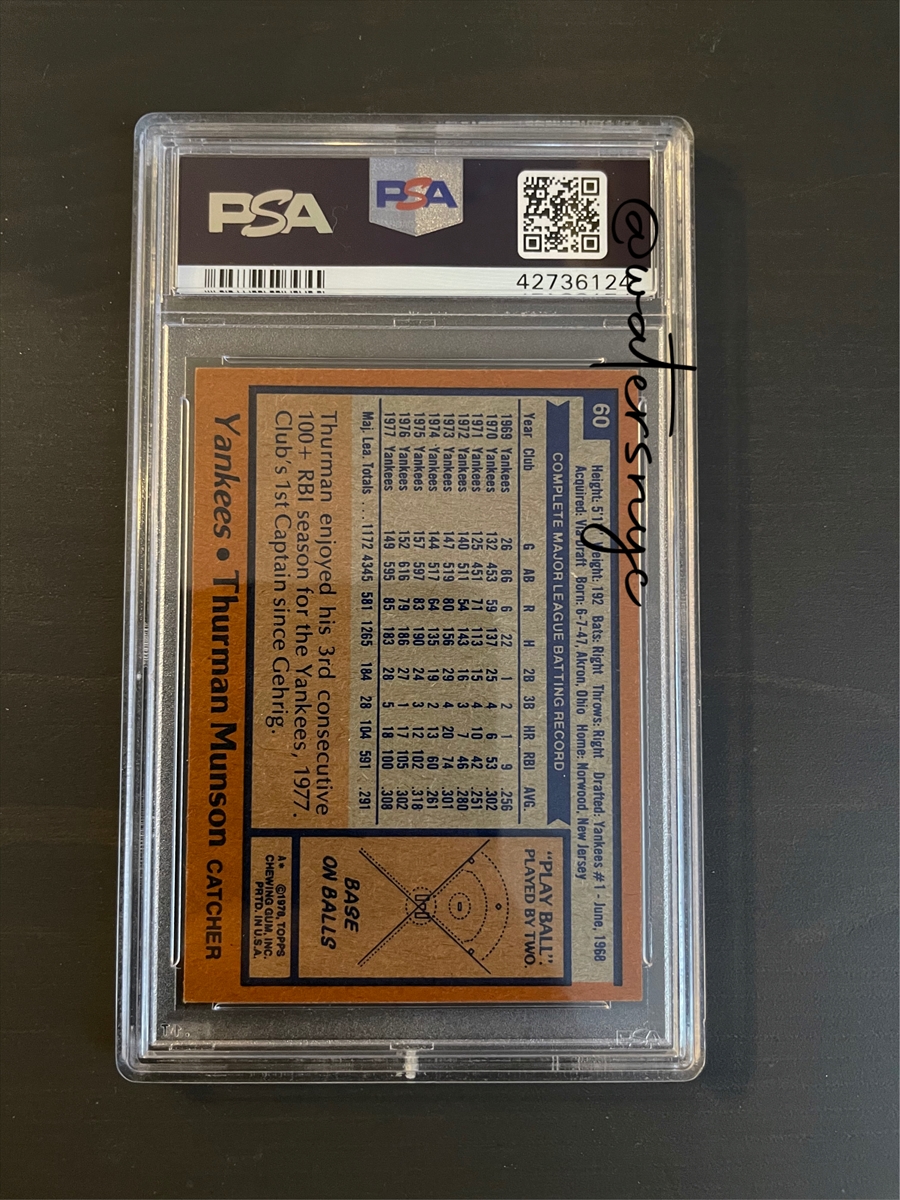 PSA
PSA
42736124
@watersnyc
60
Height: Weight: 192 Bats: Right Throws: Right Drafted: Yankees #1 - June, 1968
Acquired: Via Draft Born: 6-7-47, Akron, Ohio Home: Norwood, New Jersey
COMPLETE MAJOR LEAGUE BATTING RECORD
Year Club G AB R H 2B 3B HR RBI AVG.
1969 Yankees 26 86 6 22 1 2 1 9 .256
1970 Yankees 132 453 59 137 25 4 6 53 .302
1971 Yankees 125 451 71 113 15 4 10 42 .251
1972 Yankees 140 511 54 143 16 3 7 46 .280
1973 Yankees 147 519 80 156 29 4 20 74 .301
1974 Yankees 144 517 64 135 19 2 13 60 .261
1975 Yankees 157 597 83 190 24 3 12 102 .318
1976 Yankees 152 616 79 186 27 1 17 105 .302
1977 Yankees 149 595 85 183 28 5 18 100 .308
Maj. Lea. Totals . . . 1172 4345 581 1265 184 28 104 591 .291
Thurman enjoyed his 3rd consecutive
100+ RBI season for the Yankees, 1977.
Club's 1st Captain since Gehrig.
"PLAY BALL":
PLAYED BY TWO.
BASE
ON BALLS
A* ©1978, TOPPS
CHEWING GUM, INC.
PRTD. IN U.S.A.
Yankees • Thurman Munson CATCHER
PSA